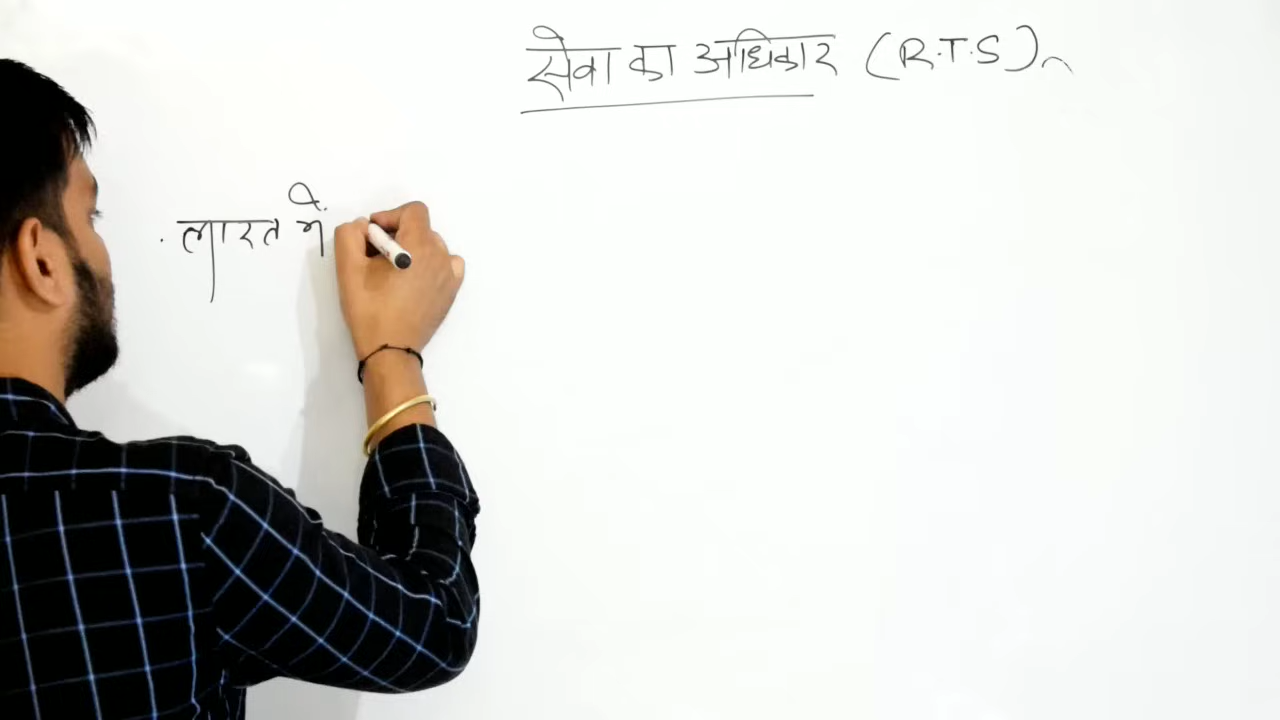 सेवा का अधिकार (R.T.S)
भारत में